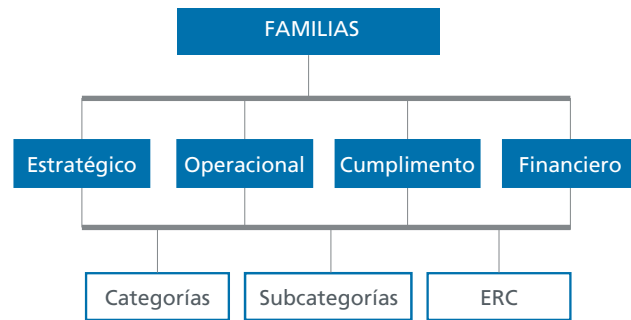 FAMILIAS
Estratégico
Operacional
Cumplimento
Financiero
Categorías
Subcategorías
ERC